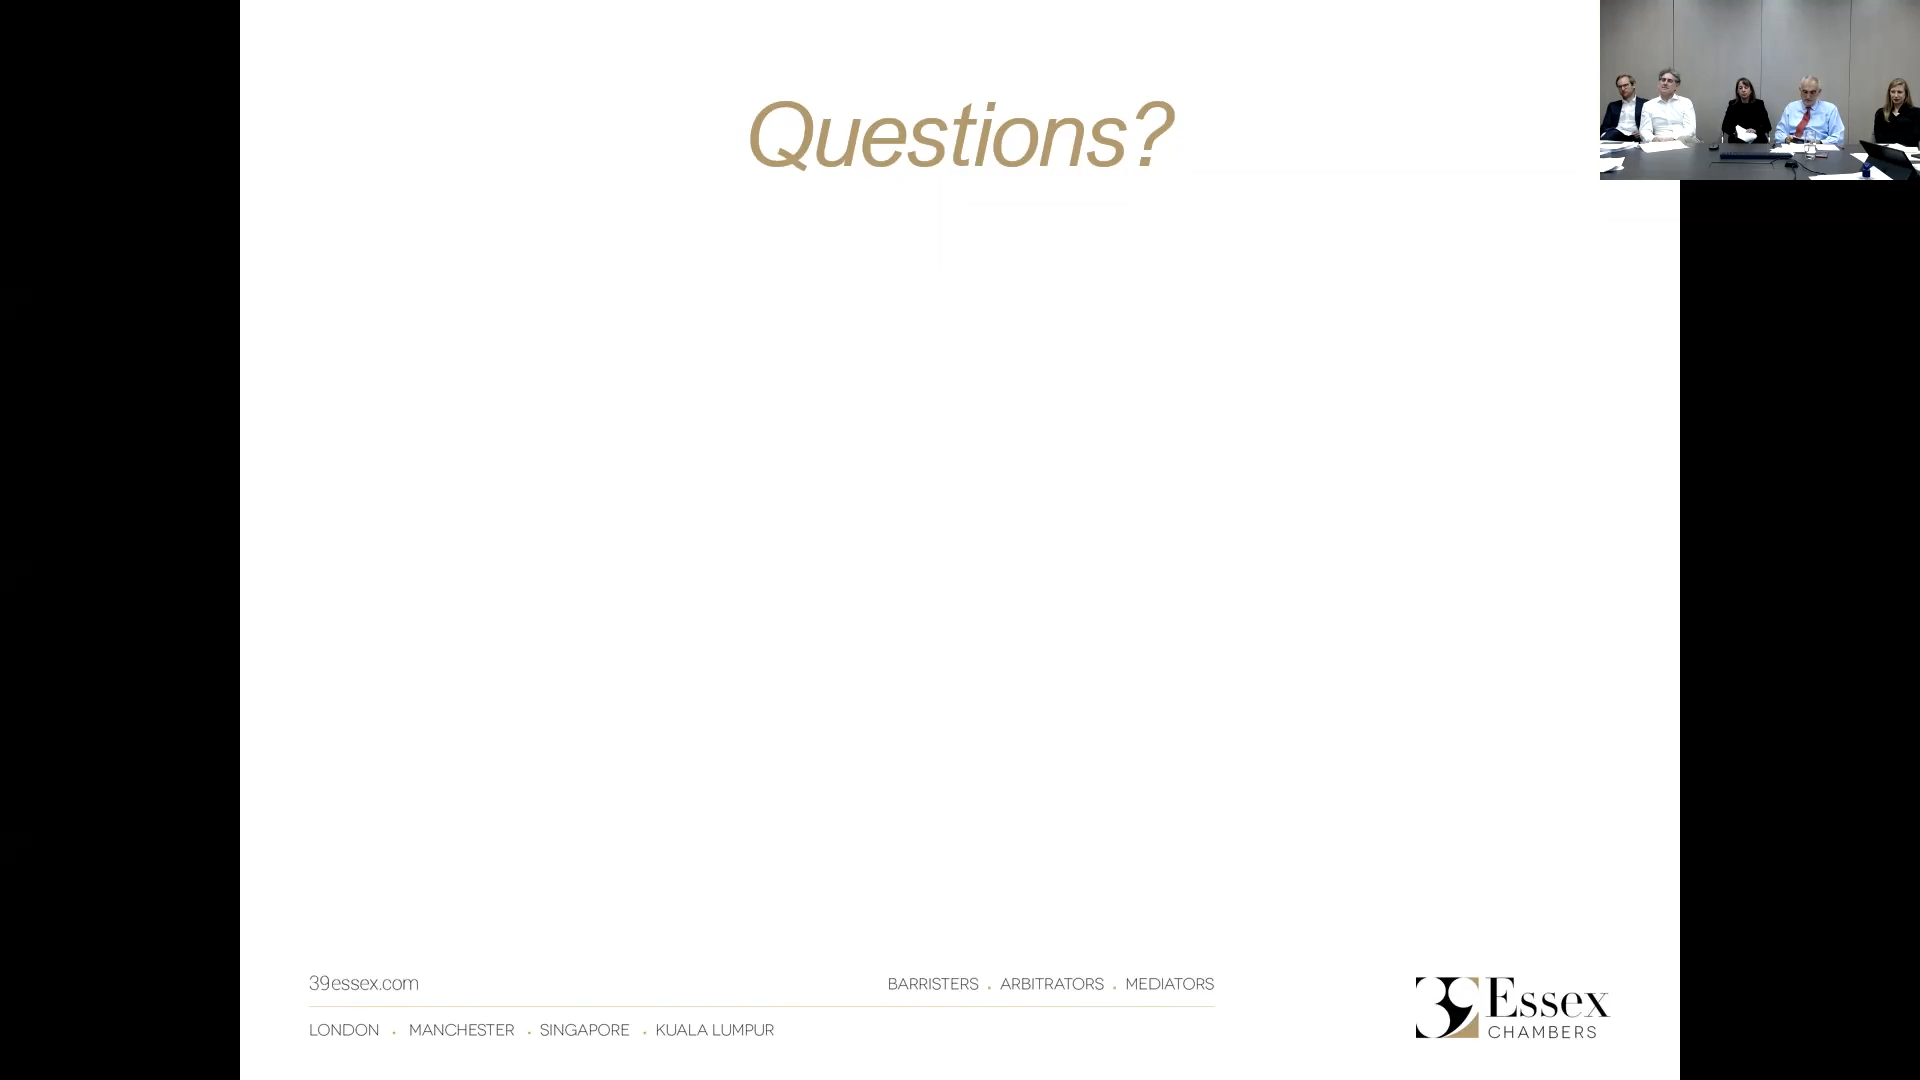 Questions?
39essex.com
BARRISTERS . ARBITRATORS . MEDIATORS
LONDON . MANCHESTER . SINGAPORE . KUALA LUMPUR
39 Essex
CHAMBERS